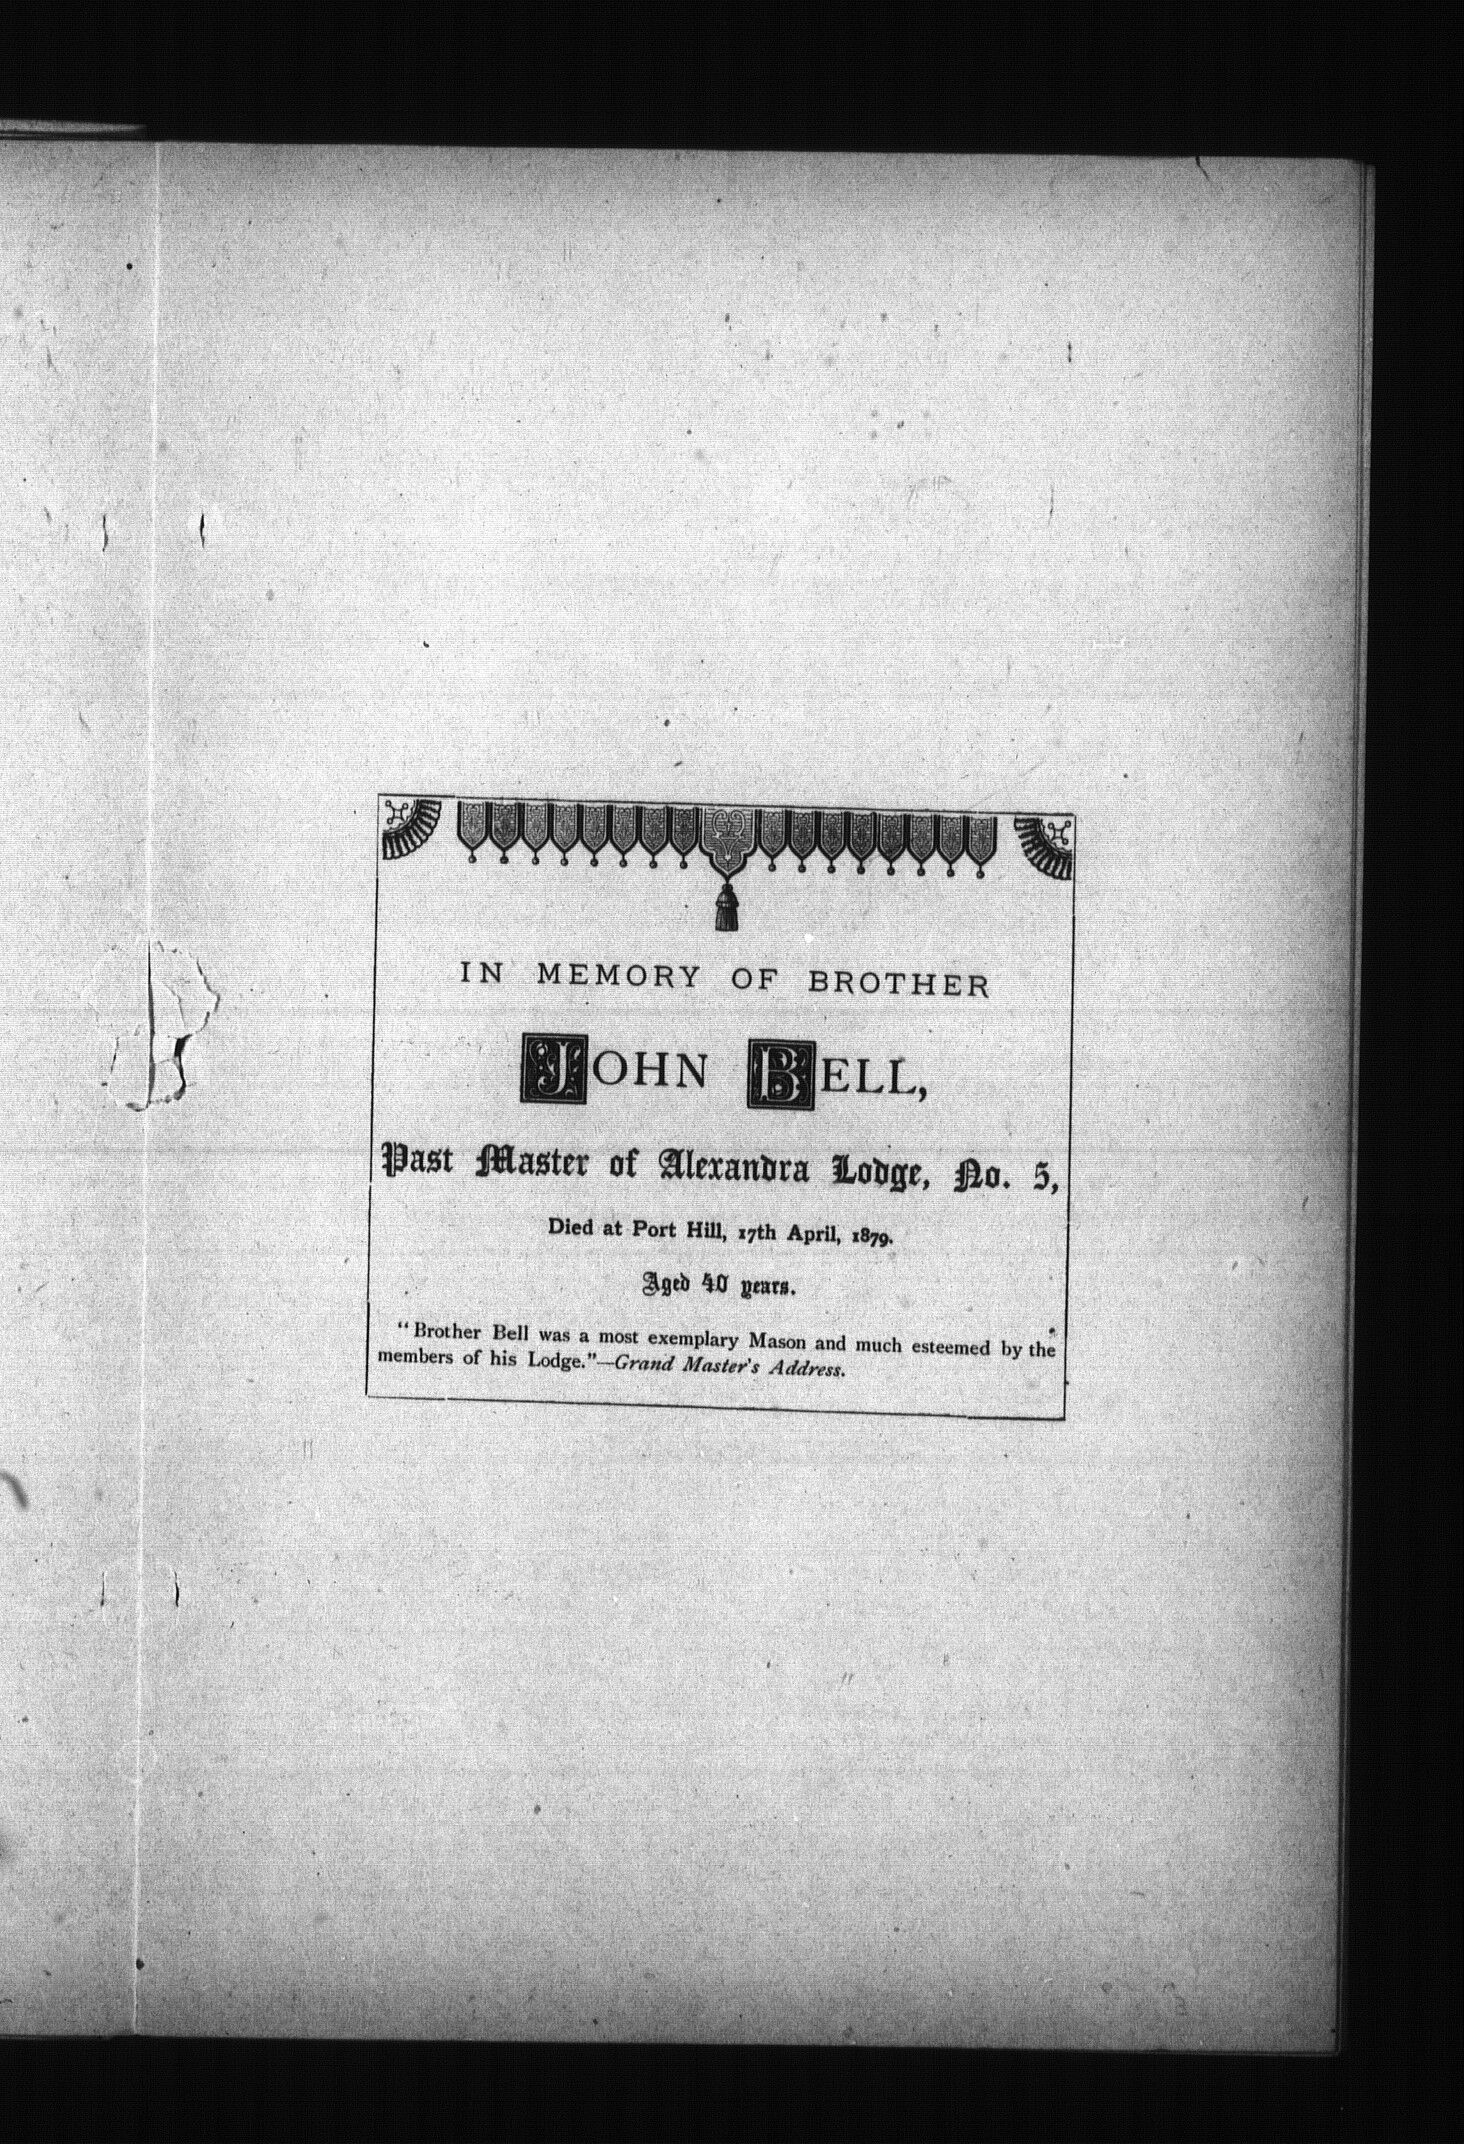 IN MEMORY OF BROTHER
JOHN BELL,
Past Master of Alexandra Lodge, No. 5,
Died at Port Hill, 17th April, 1879.
Aged 40 years.
"Brother Bell was a most exemplary Mason and much esteemed by the
members of his Lodge."—Grand Master's Address.